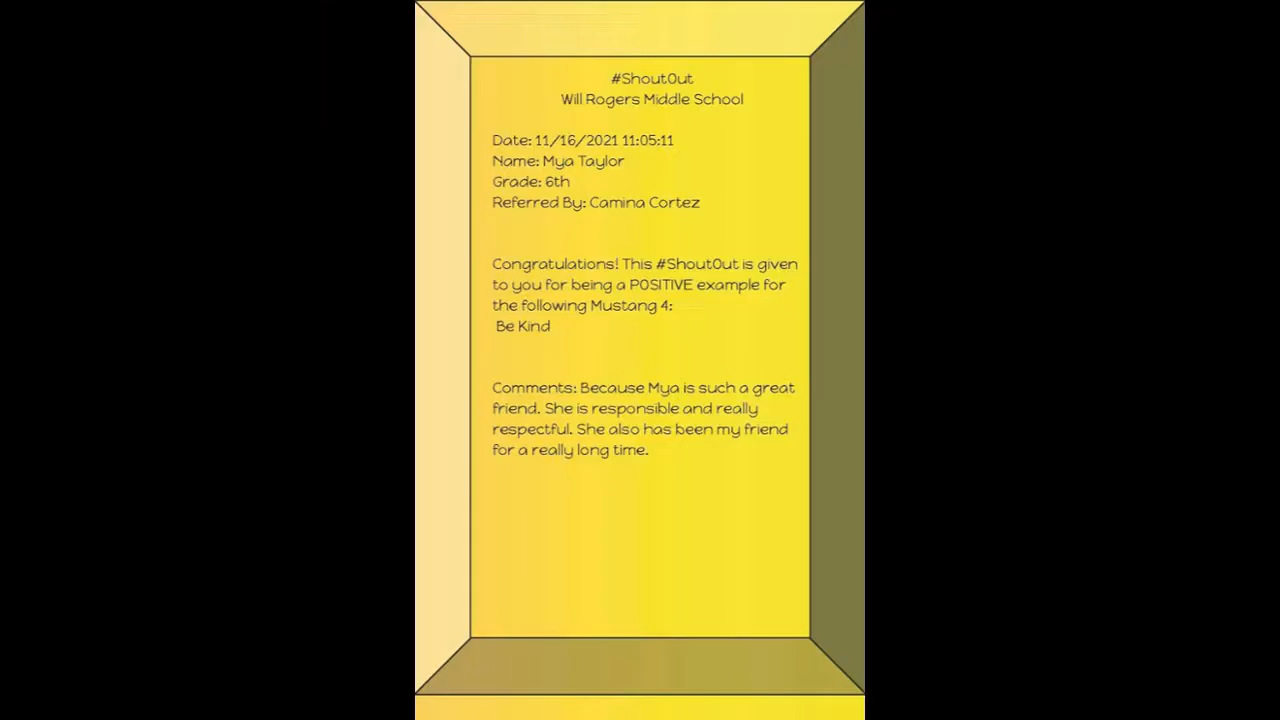 #ShoutOut
Will Rogers Middle School
Date: 11/16/2021 11:05:11
Name: Mya Taylor
Grade: 6th
Referred By: Camina Cortez
Congratulations! This #ShoutOut is given
to you for being a POSITIVE example for
the following Mustang 4:
Be Kind
Comments: Because Mya is such a great
friend. She is responsible and really
respectful. She also has been my friend
for a really long time.